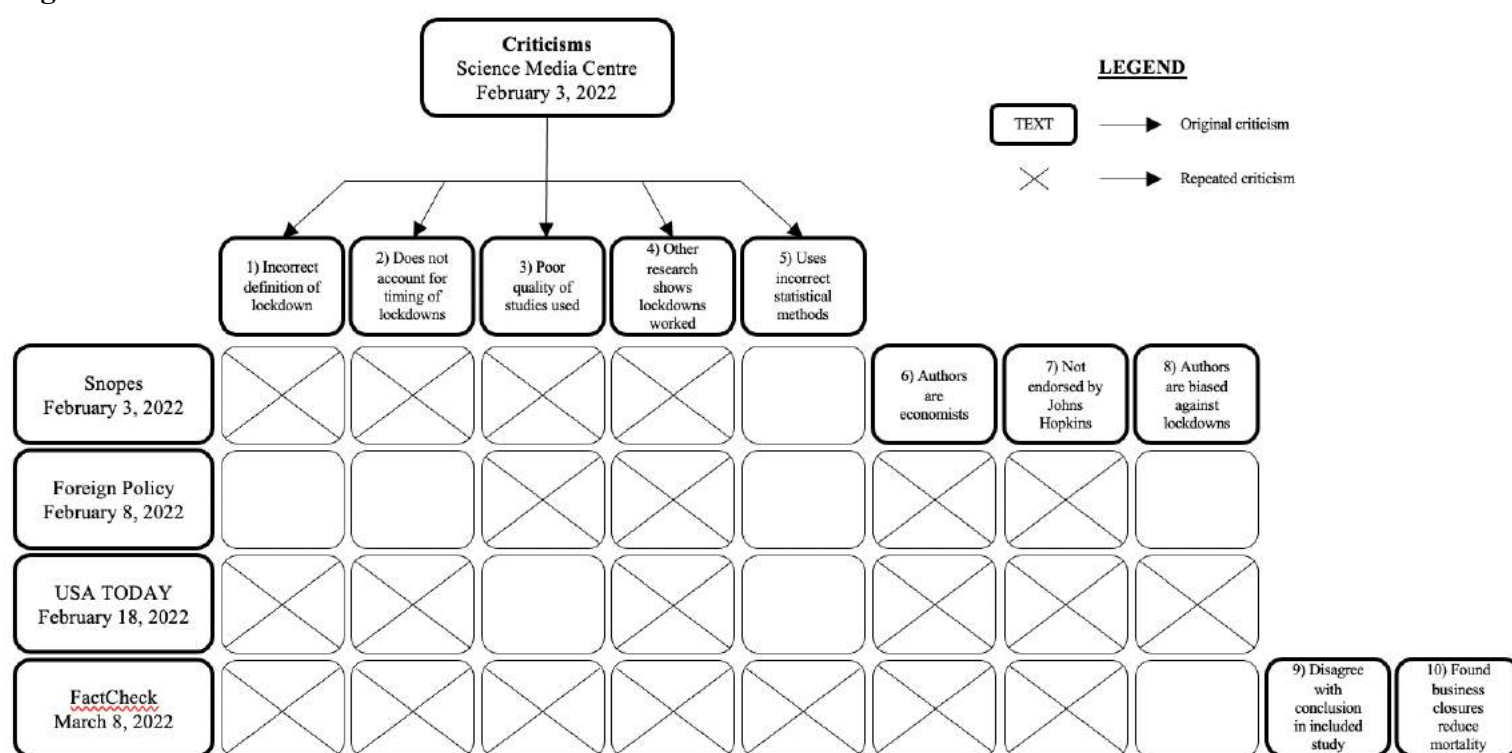 Criticisms
Science Media Centre
February 3, 2022
LEGEND
TEXT
Original criticism
Repeated criticism
1) Incorrect
definition of
lockdown
2) Does not
account for
timing of
lockdowns
3) Poor
quality of
studies used
4) Other
research
shows
lockdowns
worked
5) Uses
incorrect
statistical
methods
Snopes
February 3, 2022
6) Authors
are
economists
7) Not
endorsed by
Johns
Hopkins
8) Authors
are biased
against
lockdowns
Foreign Policy
February 8, 2022
USA TODAY
February 18, 2022
FactCheck
March 8, 2022
9) Disagree
with
conclusion
in included
study
10) Found
business
closures
reduce
mortality